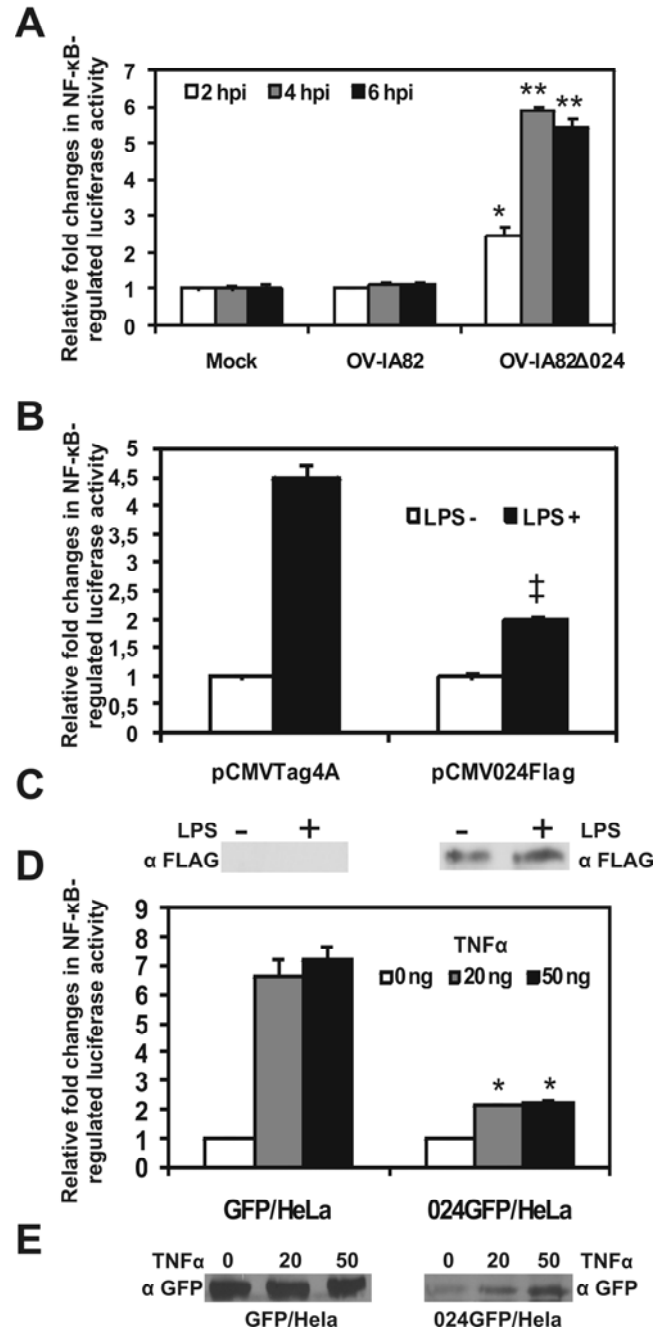 A
Relative fold changes in NF-κB-
regulated luciferase activity
7
6
5
4
3
2
1
0
2 hpi 4 hpi 6 hpi
*
**
**
Mock OV-IA82 OV-IA82Δ024
B
Relative fold changes in NF-κB-
regulated luciferase activity
5
4,5
4
3,5
3
2,5
2
1,5
1
0,5
0
LPS - LPS +
‡
pCMVTag4A pCMV024Flag
C
LPS - + - + LPS
α FLAG α FLAG
D
Relative fold changes in NF-κB-
regulated luciferase activity
9
8
7
6
5
4
3
2
1
0
TNFα
0 ng 20 ng 50 ng
* *
GFP/HeLa 024GFP/HeLa
E
TNFα 0 20 50 0 20 50 TNFα
α GFP α GFP
GFP/Hela 024GFP/Hela